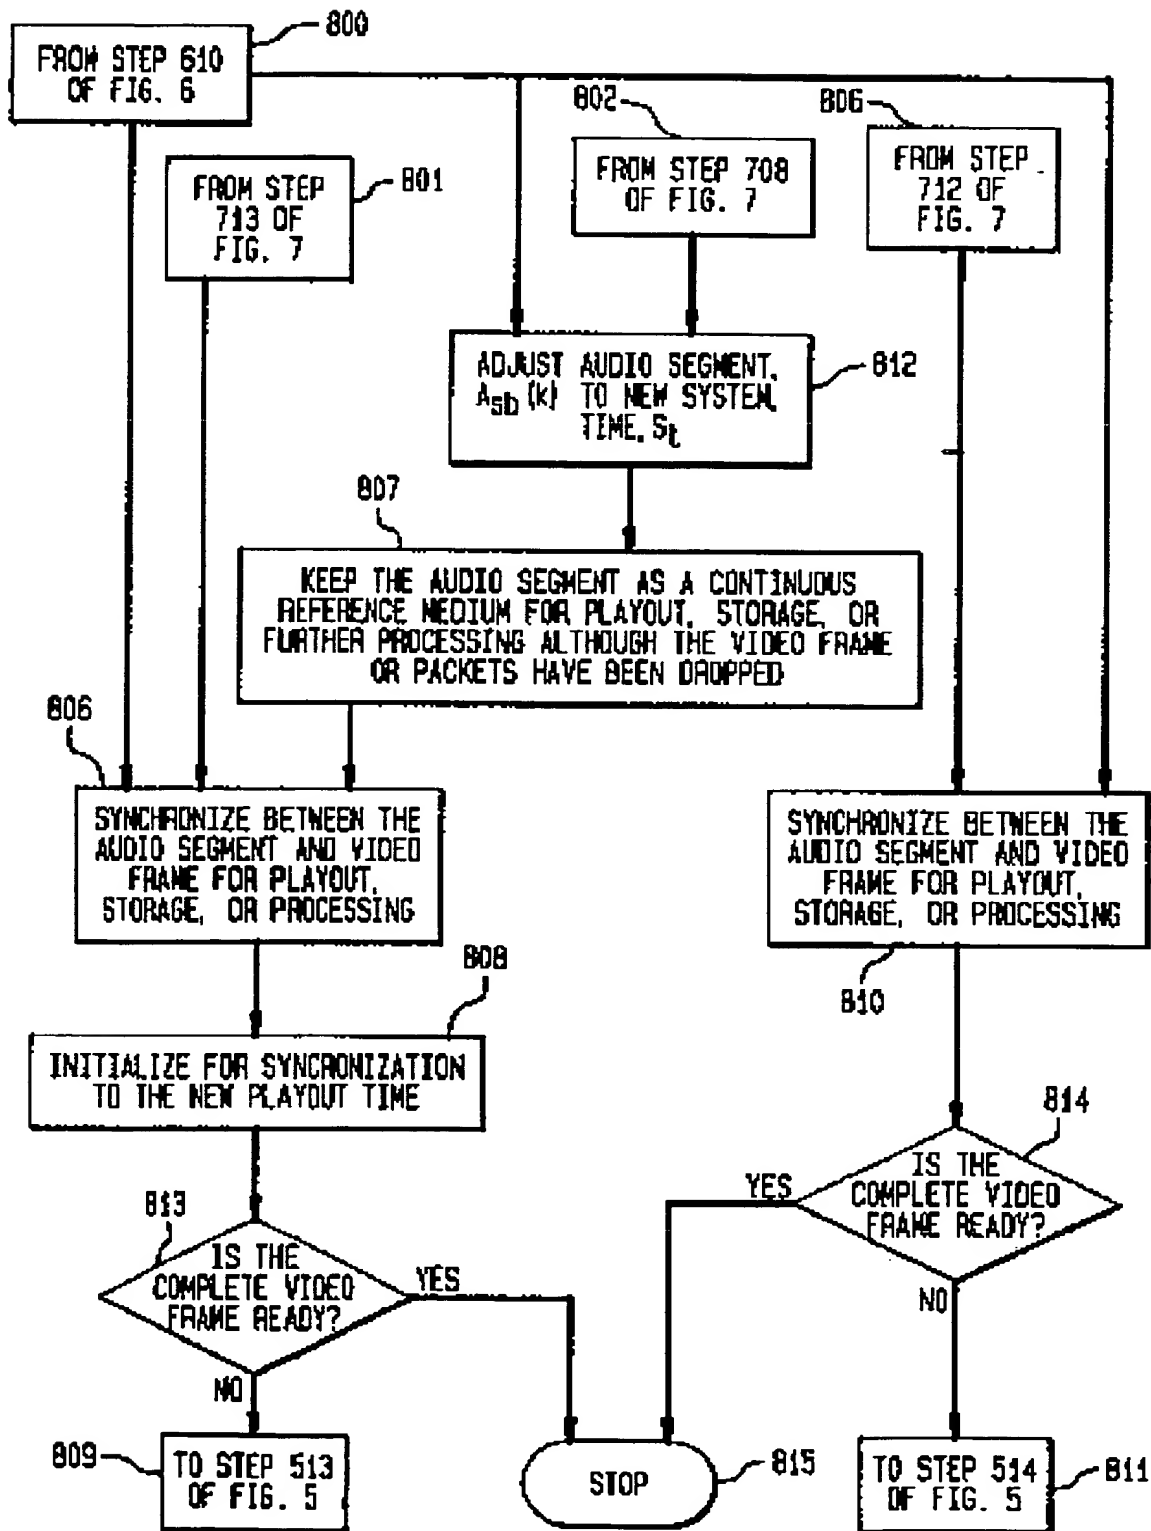 800
FROM STEP 610
OF FIG. 6
802
806
801
FROM STEP
713 OF
FIG. 7
FROM STEP 708
OF FIG. 7
FROM STEP
712 OF
FIG. 7
812
ADJUST AUDIO SEGMENT,
Asb (k) TO NEW SYSTEM,
TIME, St
807
KEEP THE AUDIO SEGMENT AS A CONTINUOUS
REFERENCE MEDIUM FOR PLAYOUT, STORAGE, OR
FURTHER PROCESSING ALTHOUGH THE VIDEO FRAME
OR PACKETS HAVE BEEN DROPPED
806
SYNCHRONIZE BETWEEN THE
AUDIO SEGMENT AND VIDEO
FRAME FOR PLAYOUT,
STORAGE, OR PROCESSING
SYNCHRONIZE BETWEEN THE
AUDIO SEGMENT AND VIDEO
FRAME FOR PLAYOUT,
STORAGE, OR PROCESSING
808
810
INITIALIZE FOR SYNCRONIZATION
TO THE NEW PLAYOUT TIME
814
IS THE
COMPLETE VIDEO
FRAME READY?
YES
NO
813
IS THE
COMPLETE VIDEO
FRAME READY?
YES
NO
809
TO STEP 513
OF FIG. 5
STOP
815
TO STEP 514
OF FIG. 5
811